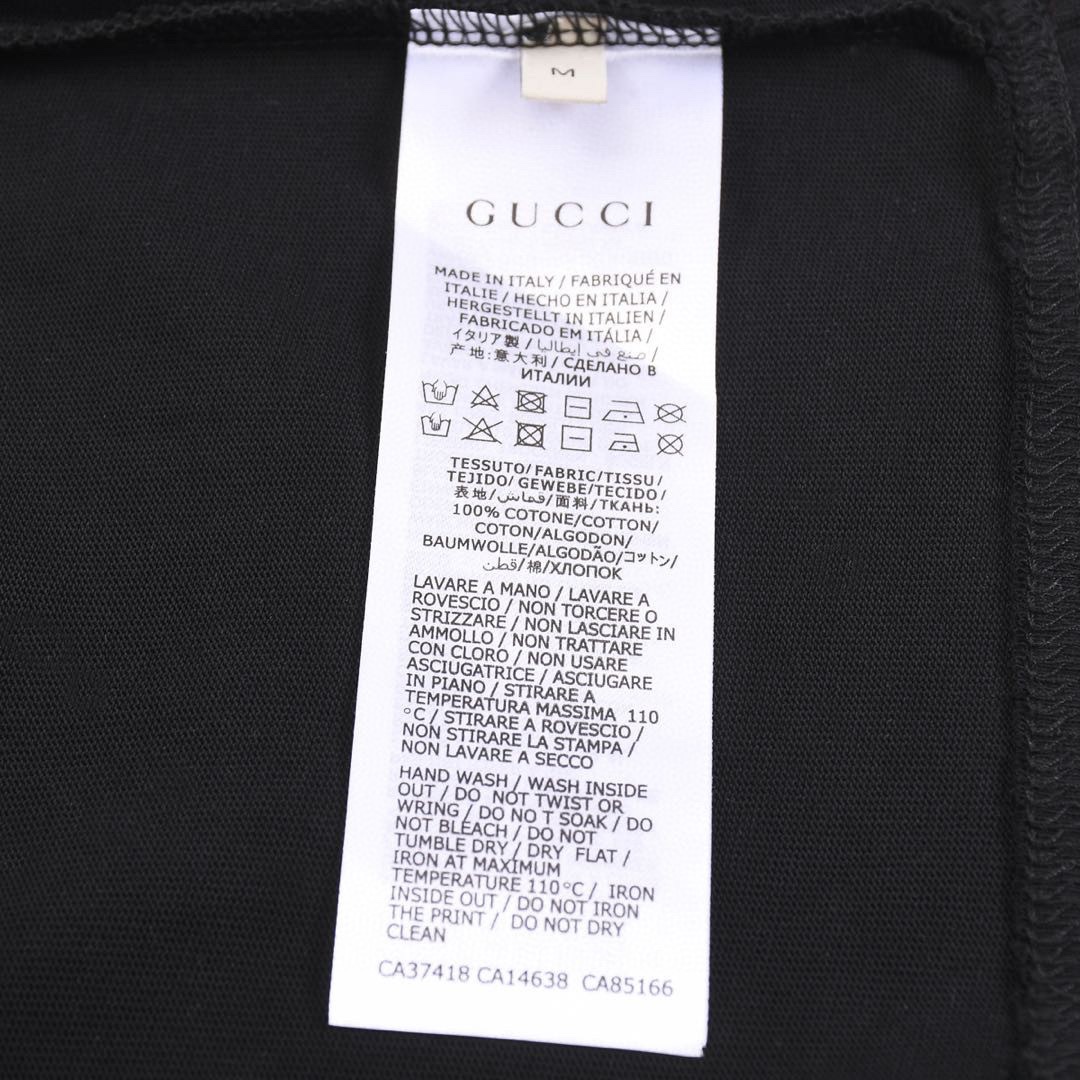 M
GUCCI
MADE IN ITALY / FABRIQUÉ EN
ITALIE / HECHO EN ITALIA /
HERGESTELLT IN ITALIEN /
FABRICADO EM ITÁLIA /
イタリア製 / صنع في إيطاليا /
产地:意大利 / СДЕЛАНО В
ИТАЛИИ
TESSUTO/FABRIC/TISSU/
TEJIDO/ GEWEBE/TECIDO/
表地/قماش/面料/ТКАНЬ:
100% COTONE/COTTON/
COTON/ALGODON/
BAUMWOLLE/ALGODÃO/コットン/
قطن/棉/ХЛОПОК
LAVARE A MANO / LAVARE A
ROVESCIO / NON TORCERE O
STRIZZARE / NON LASCIARE IN
AMMOLLO / NON TRATTARE
CON CLORO / NON USARE
ASCIUGATRICE / ASCIUGARE
IN PIANO / STIRARE A
TEMPERATURA MASSIMA 110
°C / STIRARE A ROVESCIO /
NON STIRARE LA STAMPA /
NON LAVARE A SECCO
HAND WASH / WASH INSIDE
OUT / DO NOT TWIST OR
WRING / DO NO T SOAK / DO
NOT BLEACH / DO NOT
TUMBLE DRY / DRY FLAT /
IRON AT MAXIMUM
TEMPERATURE 110°C / IRON
INSIDE OUT / DO NOT IRON
THE PRINT / DO NOT DRY
CLEAN
CA37418 CA14638 CA85166